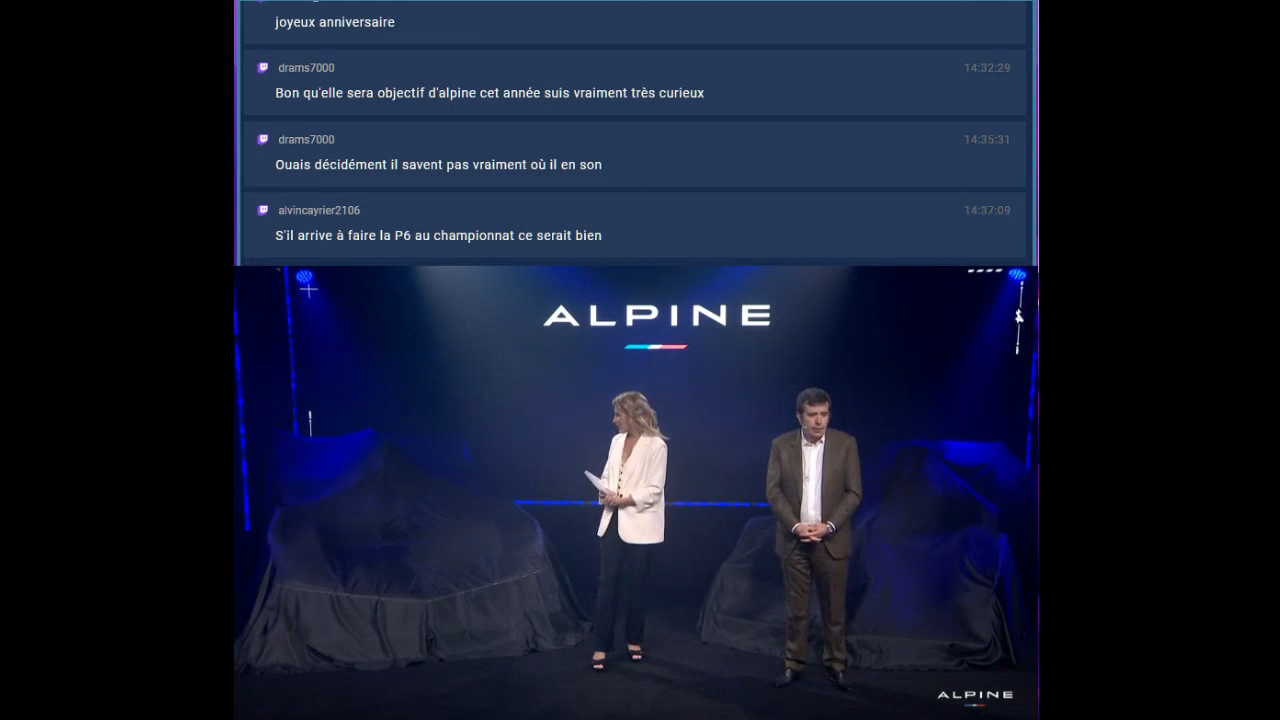 joyeux anniversaire
drams7000 14:32:29
Bon qu'elle sera objectif d'alpine cet année suis vraiment très curieux
drams7000 14:35:31
Ouais décidément il savent pas vraiment où il en son
alvincayrier2106 14:37:09
S'il arrive à faire la P6 au championnat ce serait bien
ALPINE
ALPINE